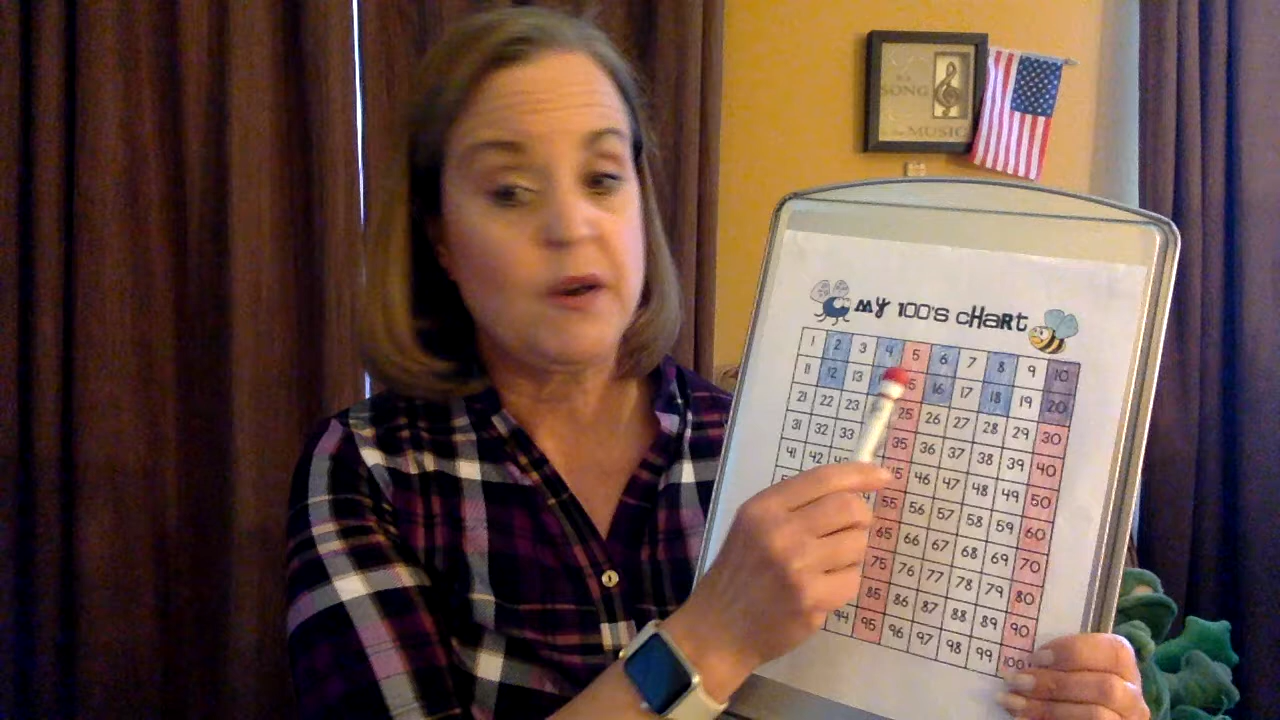 SONG
MUSIC
MY 100'S CHART
1 2 3 4 5 6 7 8 9 10
11 12 13 15 16 17 18 19 20
21 22 23 25 26 27 28 29 30
31 32 33 35 36 37 38 39 40
41 42 45 46 47 48 49 50
55 56 57 58 59 60
65 66 67 68 69 70
75 76 77 78 79 80
85 86 87 88 89 90
94 95 96 97 98 99 100